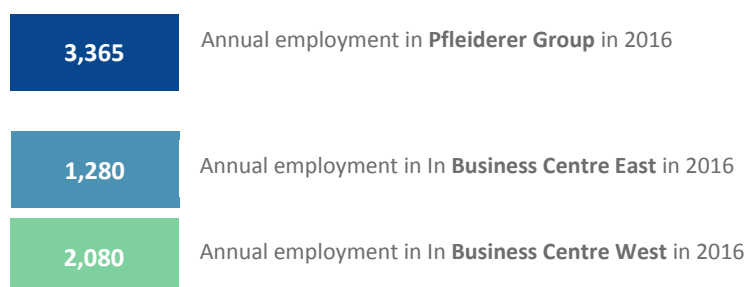 3,365 Annual employment in Pfleiderer Group in 2016
1,280 Annual employment in In Business Centre East in 2016
2,080 Annual employment in In Business Centre West in 2016